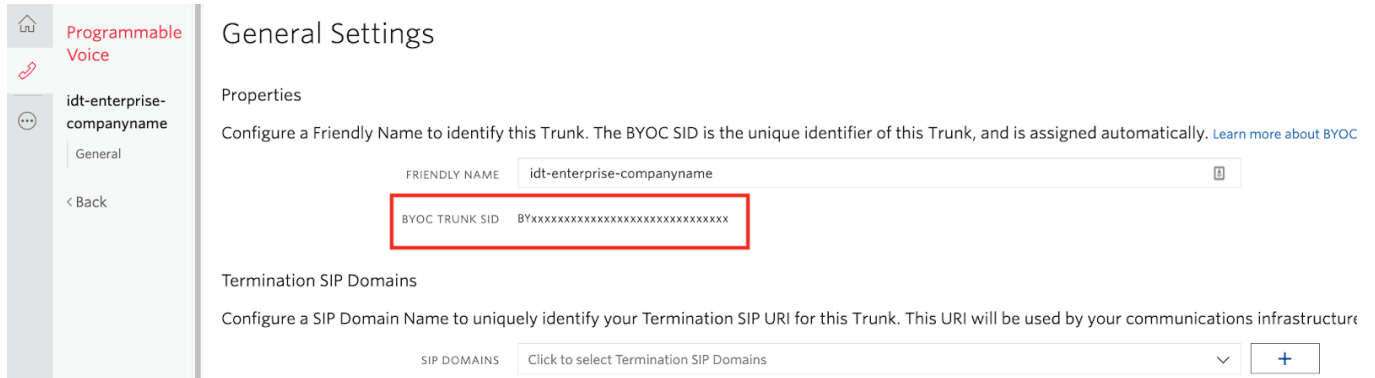 Programmable
Voice
idt-enterprise-
companyname
General
< Back
General Settings
Properties
Configure a Friendly Name to identify this Trunk. The BYOC SID is the unique identifier of this Trunk, and is assigned automatically. Learn more about BYOC
FRIENDLY NAME idt-enterprise-companyname
BYOC TRUNK SID BYxxxxxxxxxxxxxxxxxxxxxxxxxxxxxxxx
Termination SIP Domains
Configure a SIP Domain Name to uniquely identify your Termination SIP URI for this Trunk. This URI will be used by your communications infrastructure
SIP DOMAINS Click to select Termination SIP Domains +